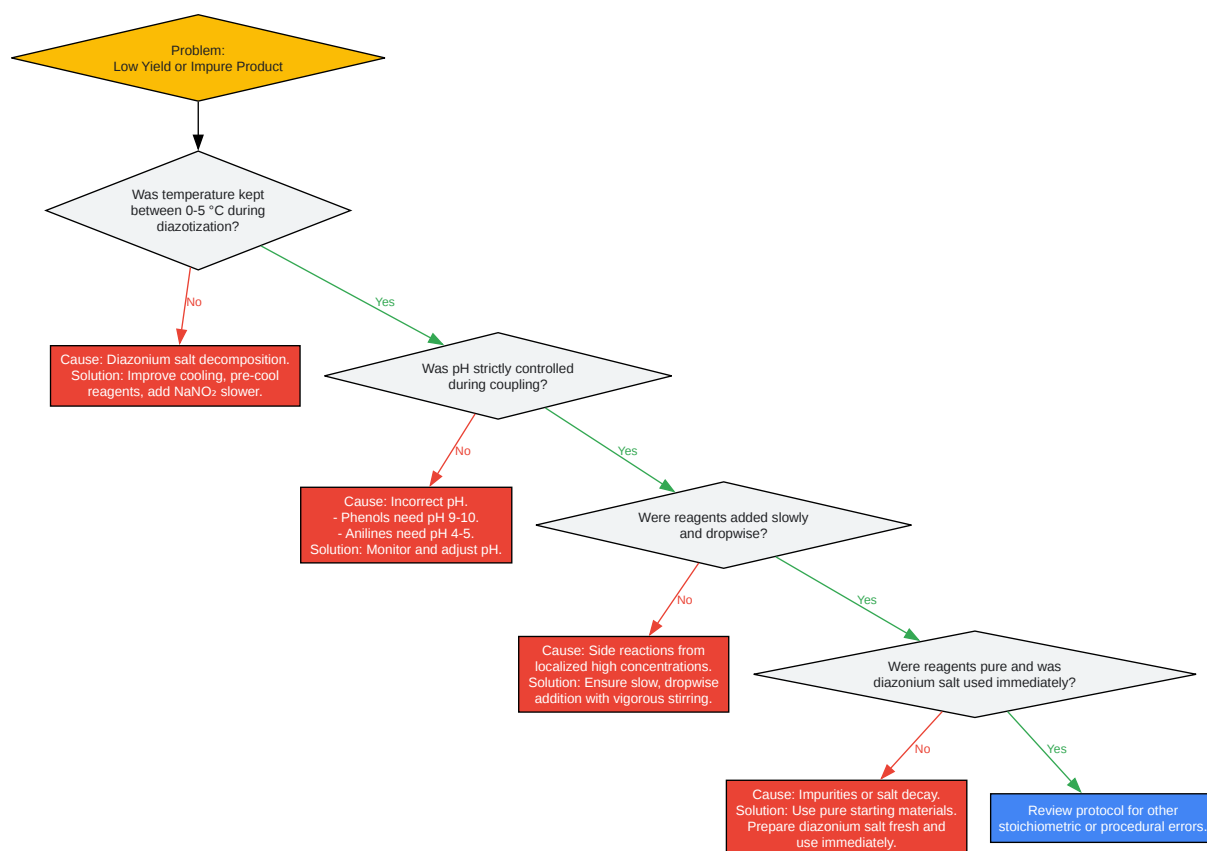 Problem:
Low Yield or Impure Product
Was temperature kept
between 0-5 °C during
diazotization?
No
Yes
Cause: Diazonium salt decomposition.
Solution: Improve cooling, pre-cool
reagents, add NaNO₂ slower.
Was pH strictly controlled
during coupling?
No
Yes
Cause: Incorrect pH.
- Phenols need pH 9-10.
- Anilines need pH 4-5.
Solution: Monitor and adjust pH.
Were reagents added slowly
and dropwise?
No
Yes
Cause: Side reactions from
localized high concentrations.
Solution: Ensure slow, dropwise
addition with vigorous stirring.
Were reagents pure and was
diazonium salt used immediately?
No
Yes
Cause: Impurities or salt decay.
Solution: Use pure starting materials.
Prepare diazonium salt fresh and
use immediately.
Review protocol for other
stoichiometric or procedural errors.